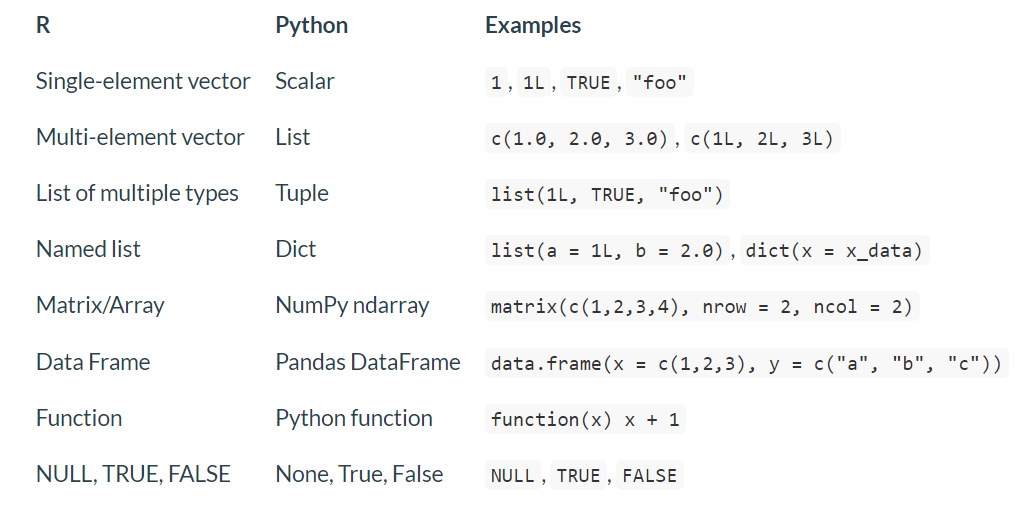 R Python Examples
Single-element vector Scalar 1, 1L, TRUE, "foo"
Multi-element vector List c(1.0, 2.0, 3.0), c(1L, 2L, 3L)
List of multiple types Tuple list(1L, TRUE, "foo")
Named list Dict list(a = 1L, b = 2.0), dict(x = x_data)
Matrix/Array NumPy ndarray matrix(c(1,2,3,4), nrow = 2, ncol = 2)
Data Frame Pandas DataFrame data.frame(x = c(1,2,3), y = c("a", "b", "c"))
Function Python function function(x) x + 1
NULL, TRUE, FALSE None, True, False NULL, TRUE, FALSE